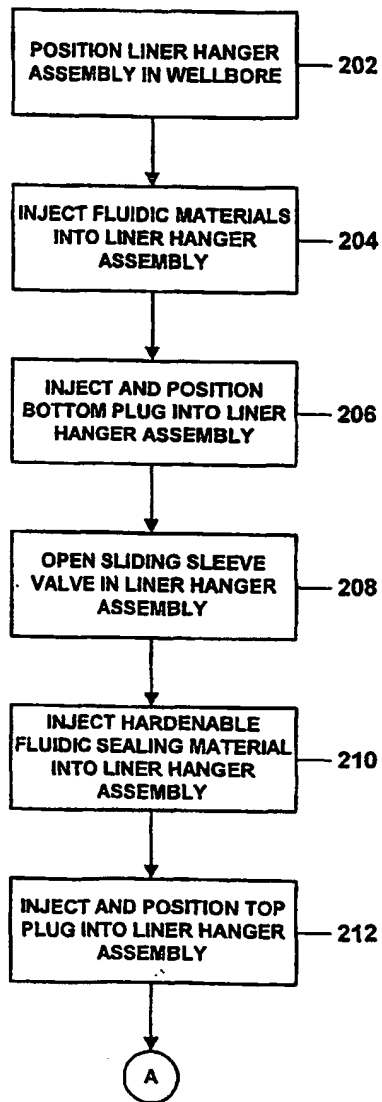 POSITION LINER HANGER
ASSEMBLY IN WELLBORE
202
INJECT FLUIDIC MATERIALS
INTO LINER HANGER
ASSEMBLY
204
INJECT AND POSITION
BOTTOM PLUG INTO LINER
HANGER ASSEMBLY
206
OPEN SLIDING SLEEVE
VALVE IN LINER HANGER
ASSEMBLY
208
INJECT HARDENABLE
FLUIDIC SEALING MATERIAL
INTO LINER HANGER
ASSEMBLY
210
INJECT AND POSITION TOP
PLUG INTO LINER HANGER
ASSEMBLY
212
A